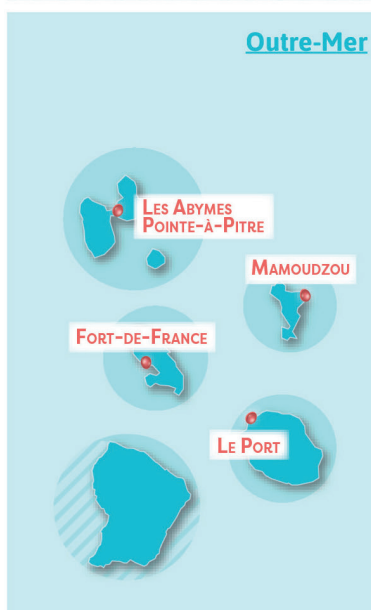 Outre-Mer
Les Abymes
Pointe-à-Pitre
Mamoudzou
Fort-de-France
Le Port